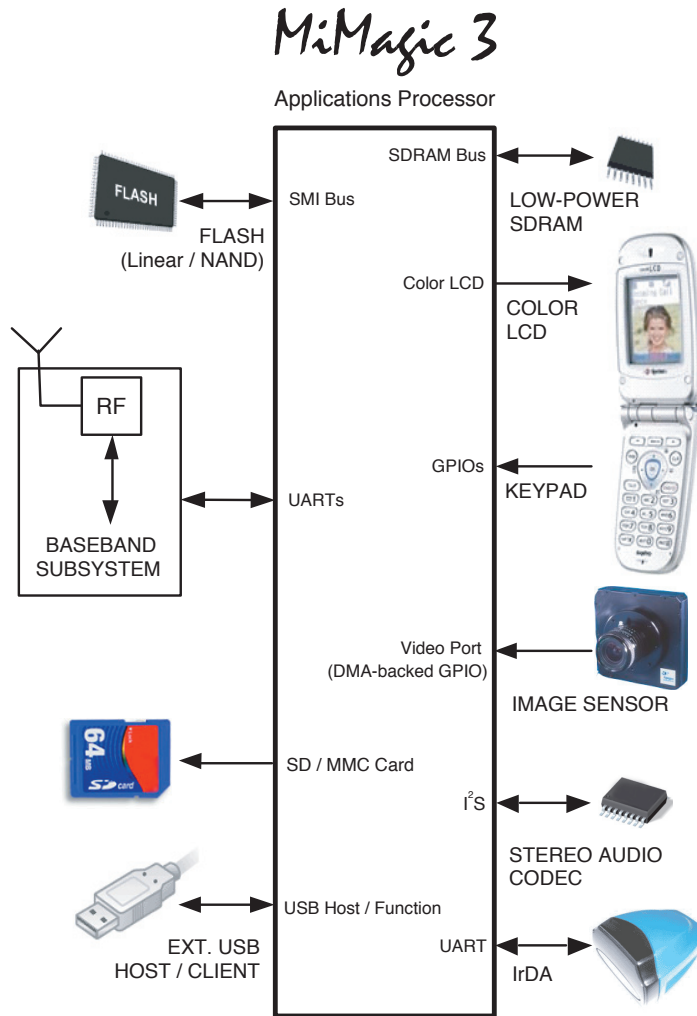 MiMagic 3
Applications Processor
SDRAM Bus
LOW-POWER
SDRAM
FLASH
SMI Bus
FLASH
(Linear / NAND)
Color LCD
COLOR
LCD
RF
BASEBAND
SUBSYSTEM
UARTs
GPIOs
KEYPAD
Video Port
(DMA-backed GPIO)
IMAGE SENSOR
64
MB
SD card
SD / MMC Card
I²S
STEREO AUDIO
CODEC
USB Host / Function
EXT. USB
HOST / CLIENT
UART
IrDA